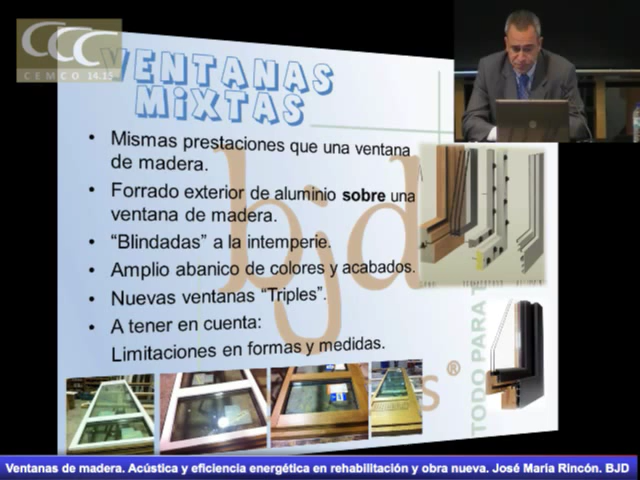 CCC
CEMCO 14.15
VENTANAS
MiXTAS
• Mismas prestaciones que una ventana
de madera.
• Forrado exterior de aluminio sobre una
ventana de madera.
• “Blindadas” a la intemperie.
• Amplio abanico de colores y acabados.
• Nuevas ventanas “Triples”.
• A tener en cuenta:
Limitaciones en formas y medidas.
bjd
®
TODO PARA
Ventanas de madera. Acústica y eficiencia energética en rehabilitación y obra nueva. José María Rincón. BJD